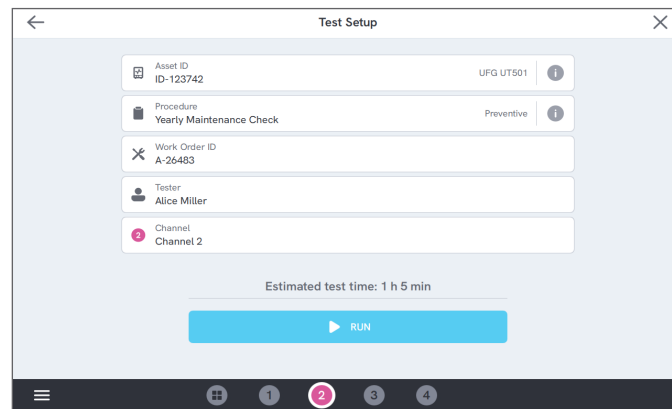 Test Setup
Asset ID
ID-123742
UFG UT501
i
Procedure
Yearly Maintenance Check
Preventive
i
Work Order ID
A-26483
Tester
Alice Miller
2
Channel
Channel 2
Estimated test time: 1 h 5 min
RUN
1 2 3 4